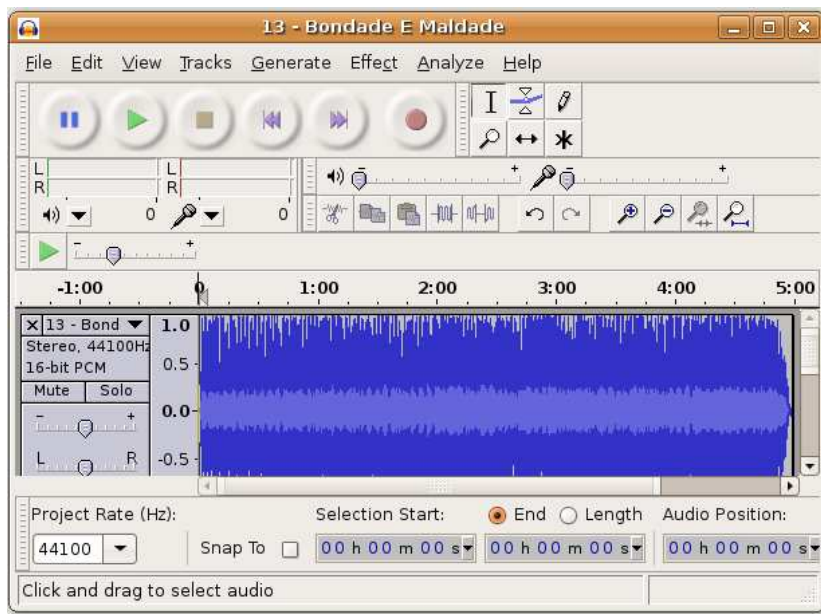 13 - Bondade E Maldade
File Edit View Tracks Generate Effect Analyze Help
L
R
L
R
- +
- +
0
0
- +
-1:00 0 1:00 2:00 3:00 4:00 5:00
X 13 - Bond
Stereo, 44100Hz
16-bit PCM
Mute Solo
- +
L R
1.0
0.5
0.0
-0.5
Project Rate (Hz):
44100
Snap To
Selection Start:
End Length
Audio Position:
00 h 00 m 00 s
00 h 00 m 00 s
00 h 00 m 00 s
Click and drag to select audio